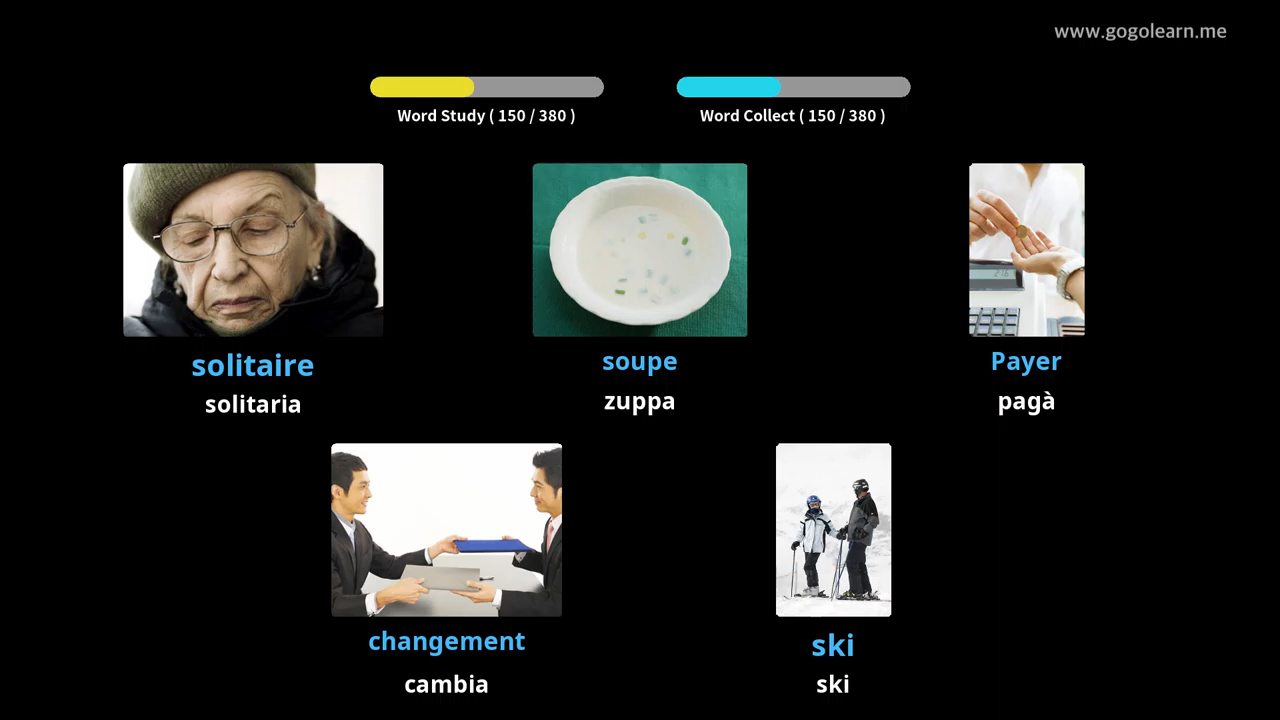 www.gogolearn.me
Word Study ( 150 / 380 )
Word Collect ( 150 / 380 )
solitaire
solitaria
soupe
zuppa
Payer
pagà
changement
cambia
ski
ski